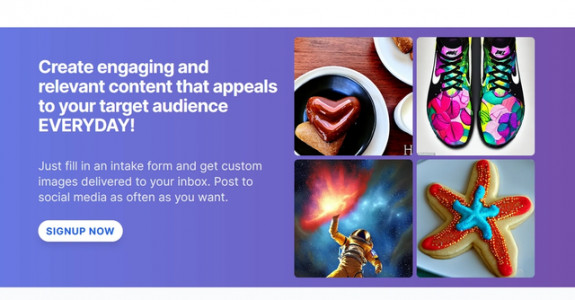 Create engaging and
relevant content that appeals
to your target audience
EVERYDAY!
Just fill in an intake form and get custom
images delivered to your inbox. Post to
social media as often as you want.
SIGNUP NOW
H